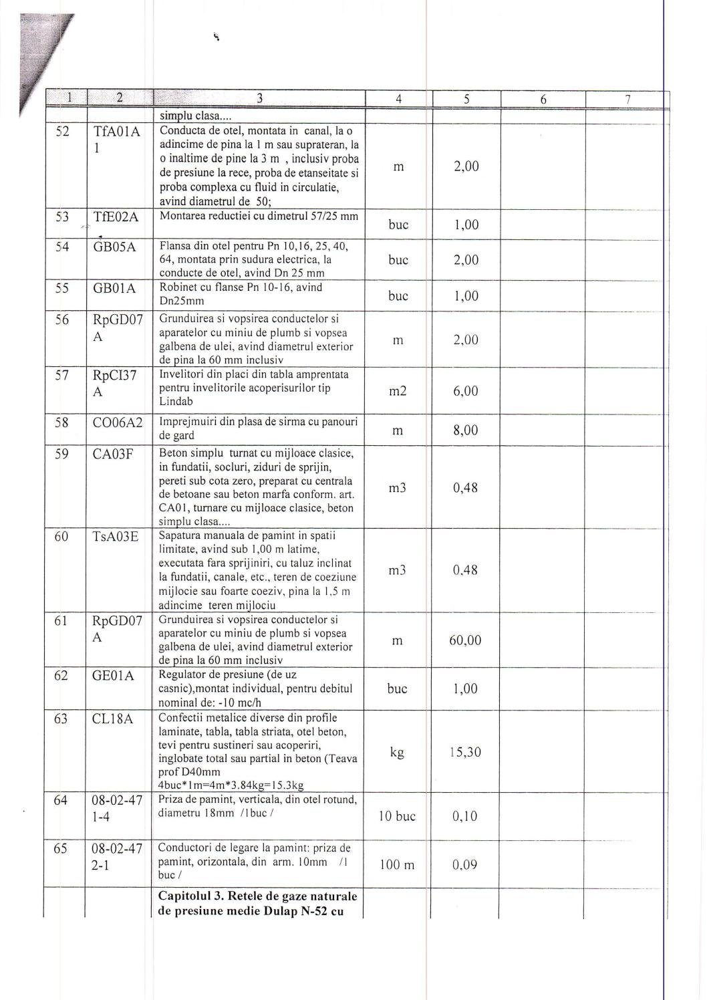 1 2 3 4 5 6 7
simplu clasa....
52 TfA01A Conducta de otel, montata in canal, la o
1 adincime de pina la 1 m sau suprateran, la
o inaltime de pine la 3 m , inclusiv proba
m 2,00
de presiune la rece, proba de etanseitate si
proba complexa cu fluid in circulatie,
avind diametrul de 50;
53 TfE02A Montarea reductiei cu dimetrul 57/25 mm
buc 1,00
54 GB05A Flansa din otel pentru Pn 10,16, 25, 40,
64, montata prin sudura electrica, la buc 2,00
conducte de otel, avind Dn 25 mm
55 GB01A Robinet cu flanse Pn 10-16, avind
Dn25mm buc 1,00
56 RpGD07 Grunduirea si vopsirea conductelor si
A aparatelor cu miniu de plumb si vopsea
galbena de ulei, avind diametrul exterior m 2,00
de pina la 60 mm inclusiv
57 RpCI37 Invelitori din placi din tabla amprentata
A pentru invelitorile acoperisurilor tip m2 6,00
Lindab
58 CO06A2 Imprejmuiri din plasa de sirma cu panouri
de gard m 8,00
59 CA03F Beton simplu turnat cu mijloace clasice,
in fundatii, socluri, ziduri de sprijin,
pereti sub cota zero, preparat cu centrala
de betoane sau beton marfa conform. art. m3 0,48
CA01, turnare cu mijloace clasice, beton
simplu clasa....
60 TsA03E Sapatura manuala de pamint in spatii
limitate, avind sub 1,00 m latime,
executata fara sprijiniri, cu taluz inclinat
la fundatii, canale, etc., teren de coeziune m3 0,48
mijlocie sau foarte coeziv, pina la 1,5 m
adincime teren mijlociu
61 RpGD07 Grunduirea si vopsirea conductelor si
A aparatelor cu miniu de plumb si vopsea
galbena de ulei, avind diametrul exterior m 60,00
de pina la 60 mm inclusiv
62 GE01A Regulator de presiune (de uz
casnic),montat individual, pentru debitul buc 1,00
nominal de: -10 mc/h
63 CL18A Confectii metalice diverse din profile
laminate, tabla, tabla striata, otel beton,
tevi pentru sustineri sau acoperiri,
inglobate total sau partial in beton (Teava kg 15,30
prof D40mm
4buc*1m=4m*3.84kg=15.3kg
64 08-02-47 Priza de pamint, verticala, din otel rotund,
1-4 diametru 18mm /1buc / 10 buc 0,10
65 08-02-47 Conductori de legare la pamint: priza de
2-1 pamint, orizontala, din arm. 10mm /1 100 m 0,09
buc /
Capitolul 3. Retele de gaze naturale
de presiune medie Dulap N-52 cu